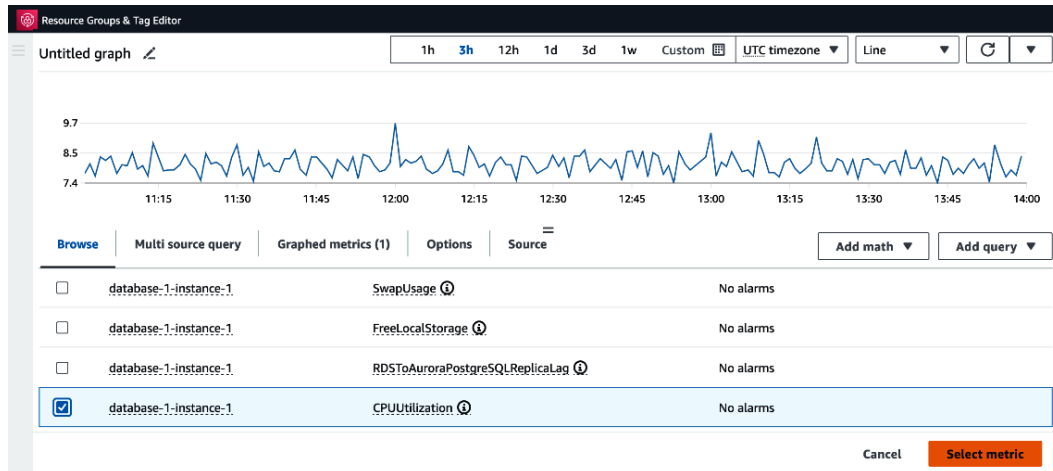 Resource Groups & Tag Editor
Untitled graph
1h 3h 12h 1d 3d 1w Custom UTC timezone Line
9.7
8.5
7.4
11:15 11:30 11:45 12:00 12:15 12:30 12:45 13:00 13:15 13:30 13:45 14:00
Browse Multi source query Graphed metrics (1) Options Source Add math Add query
database-1-instance-1 SwapUsage No alarms
database-1-instance-1 FreeLocalStorage No alarms
database-1-instance-1 RDSToAuroraPostgreSQLReplicaLag No alarms
database-1-instance-1 CPUUtilization No alarms
Cancel Select metric